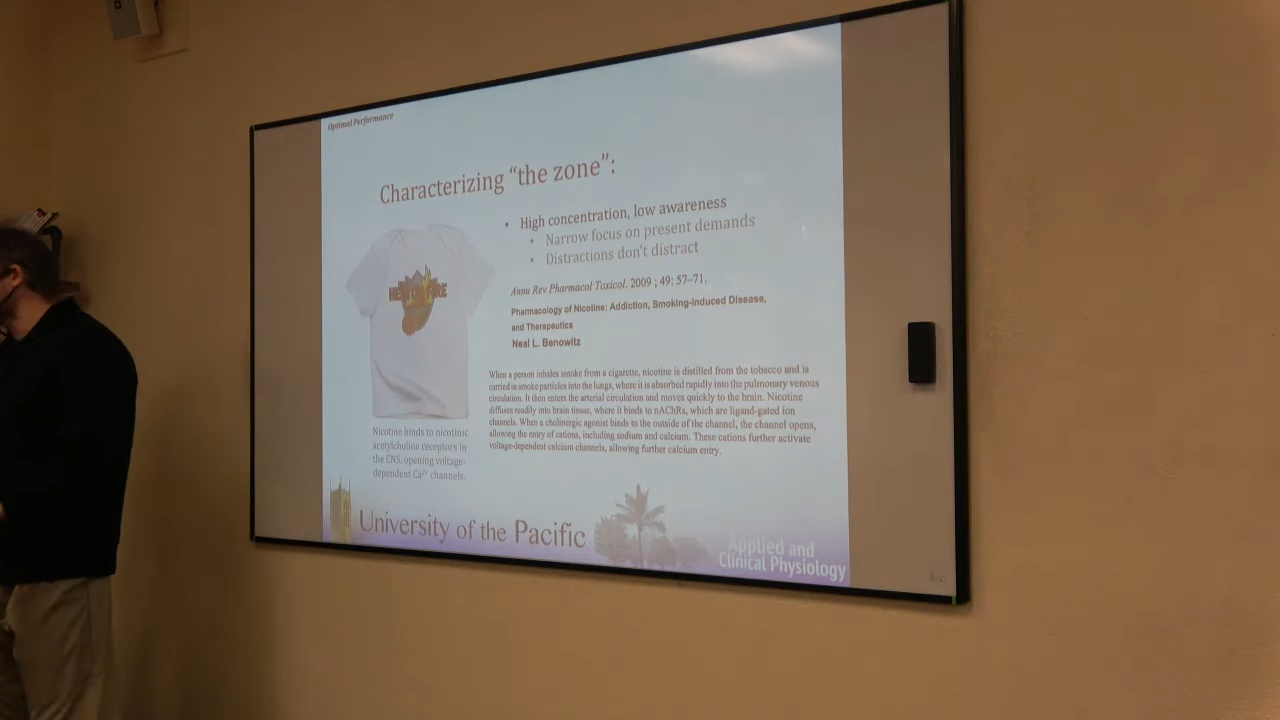 Optimal Performance
Characterizing “the zone”:
• High concentration, low awareness
• Narrow focus on present demands
• Distractions don't distract
Annu Rev Pharmacol Toxicol. 2009 ; 49: 57–71.
Pharmacology of Nicotine: Addiction, Smoking-Induced Disease,
and Therapeutics
Neal L. Benowitz
When a person inhales smoke from a cigarette, nicotine is distilled from the tobacco and is
carried in smoke particles into the lungs, where it is absorbed rapidly into the pulmonary venous
circulation. It then enters the arterial circulation and moves quickly to the brain. Nicotine
diffuses readily into brain tissue, where it binds to nAChRs, which are ligand-gated ion
channels. When a cholinergic agonist binds to the outside of the channel, the channel opens,
allowing the entry of cations, including sodium and calcium. These cations further activate
voltage-dependent calcium channels, allowing further calcium entry.
Nicotine binds to nicotinic
acetylcholine receptors in
the CNS, opening voltage-
dependent Ca²⁺ channels.
University of the Pacific
Applied and
Clinical Physiology